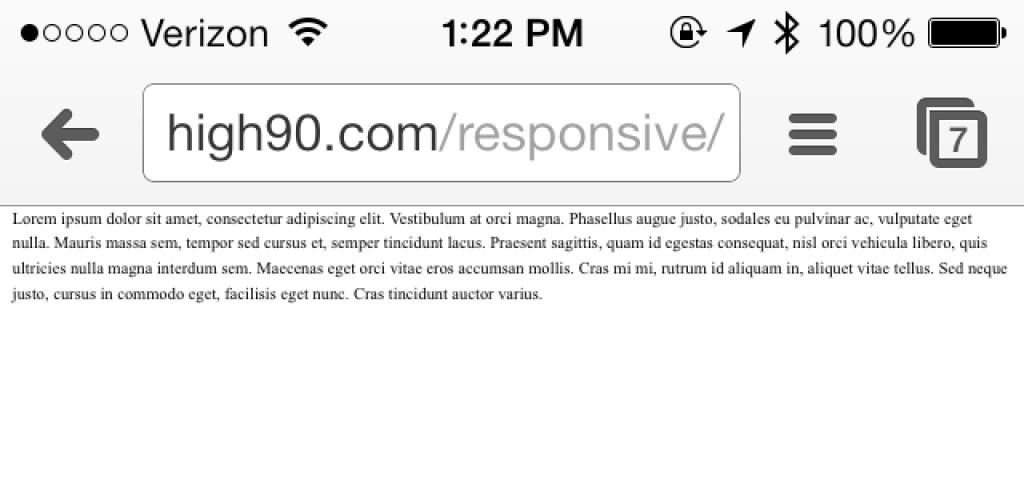 Verizon 1:22 PM 100%
high90.com/responsive/ 7
Lorem ipsum dolor sit amet, consectetur adipiscing elit. Vestibulum at orci magna. Phasellus augue justo, sodales eu pulvinar ac, vulputate eget
nulla. Mauris massa sem, tempor sed cursus et, semper tincidunt lacus. Praesent sagittis, quam id egestas consequat, nisl orci vehicula libero, quis
ultricies nulla magna interdum sem. Maecenas eget orci vitae eros accumsan mollis. Cras mi mi, rutrum id aliquam in, aliquet vitae tellus. Sed neque
justo, cursus in commodo eget, facilisis eget nunc. Cras tincidunt auctor varius.